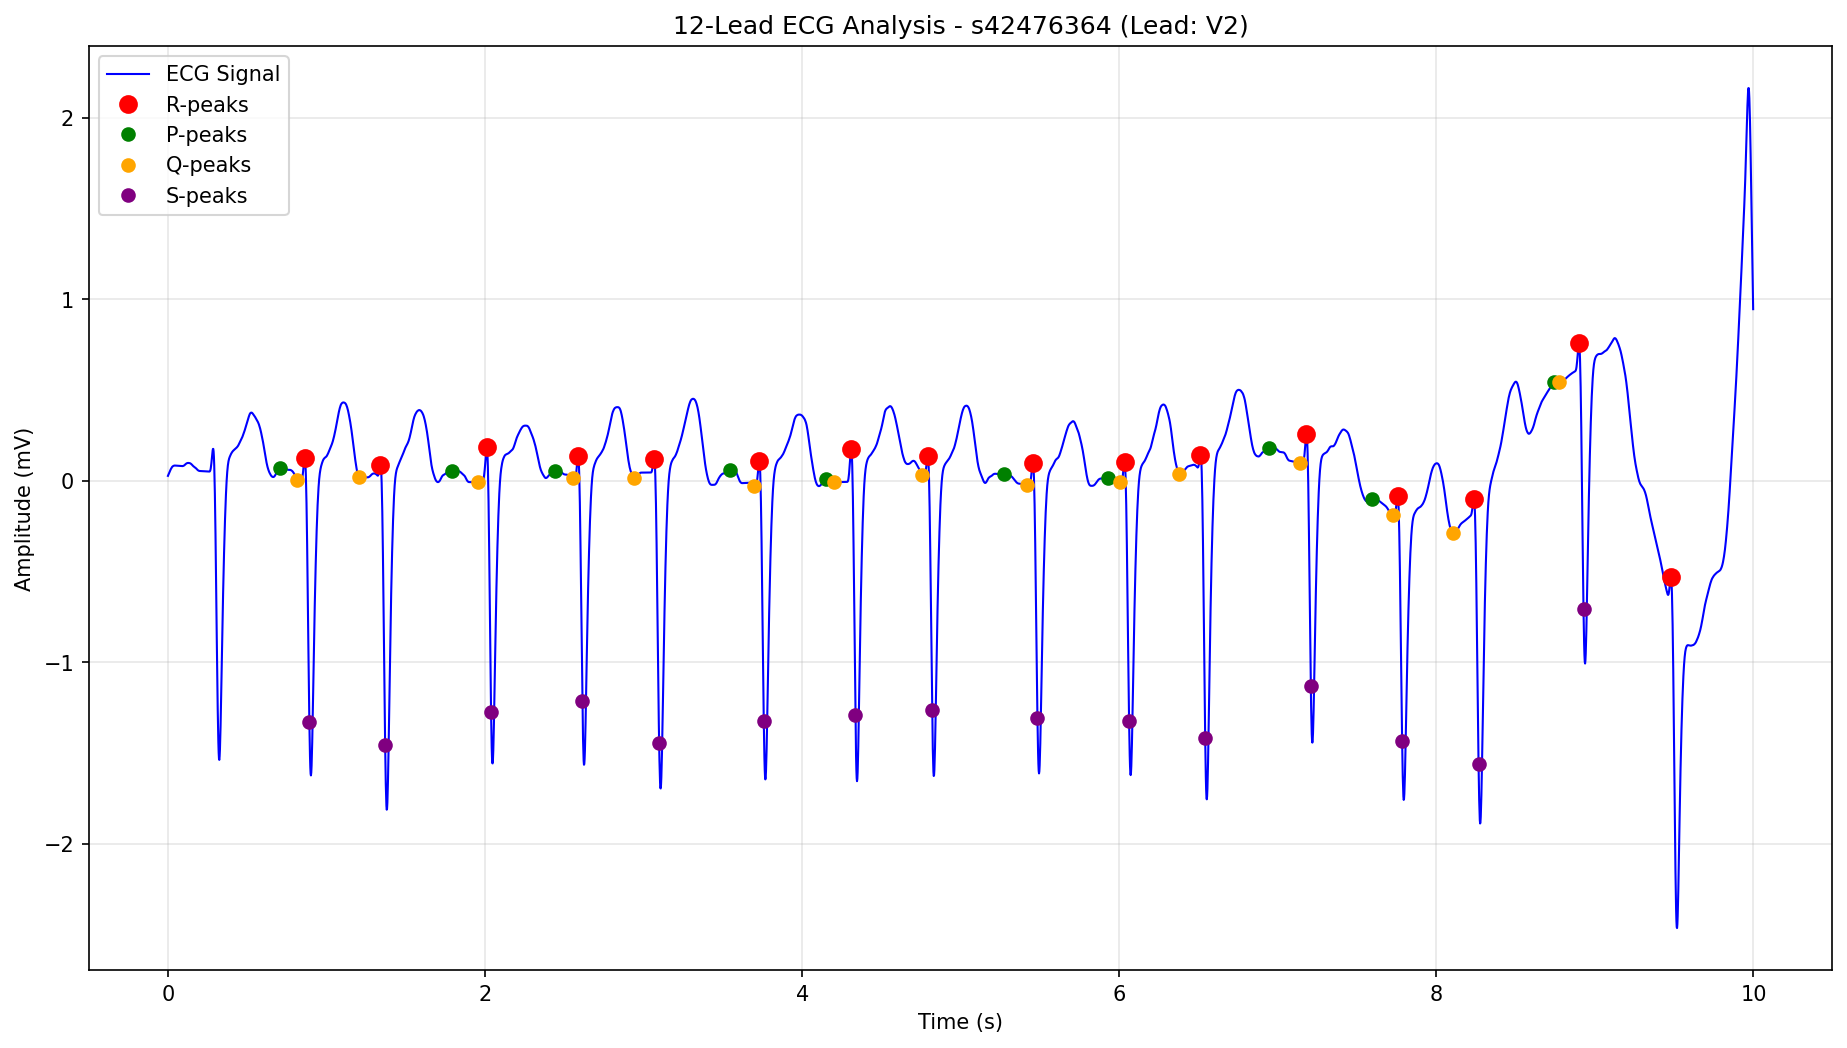 12-Lead ECG Analysis - s42476364 (Lead: V2)
ECG Signal
R-peaks
P-peaks
Q-peaks
S-peaks
Amplitude (mV)
2
1
0
−1
−2
0 2 4 6 8 10
Time (s)